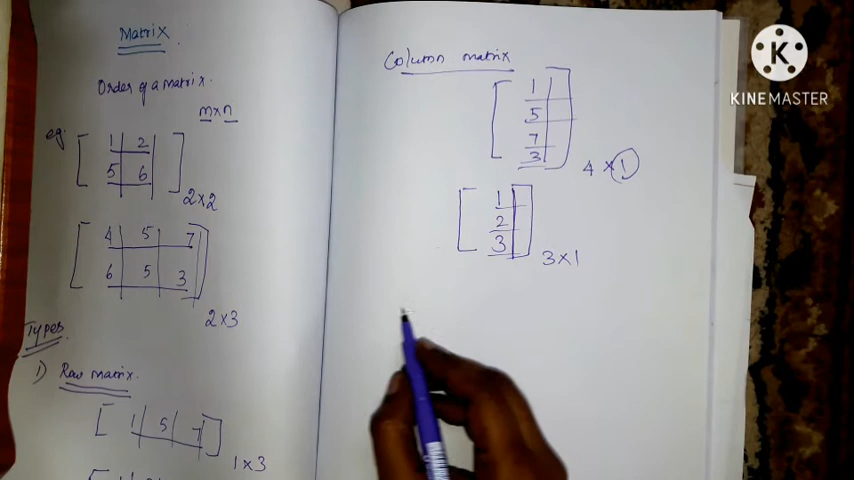 Matrix
Order of a matrix.
m×n
eg.
1 2
5 6
2×2
4 5 7
6 5 3
2×3
Types
1) Row matrix.
1 5 7
1×3
Column matrix
1
5
7
3
4×1
1
2
3
3×1
K
KINEMASTER